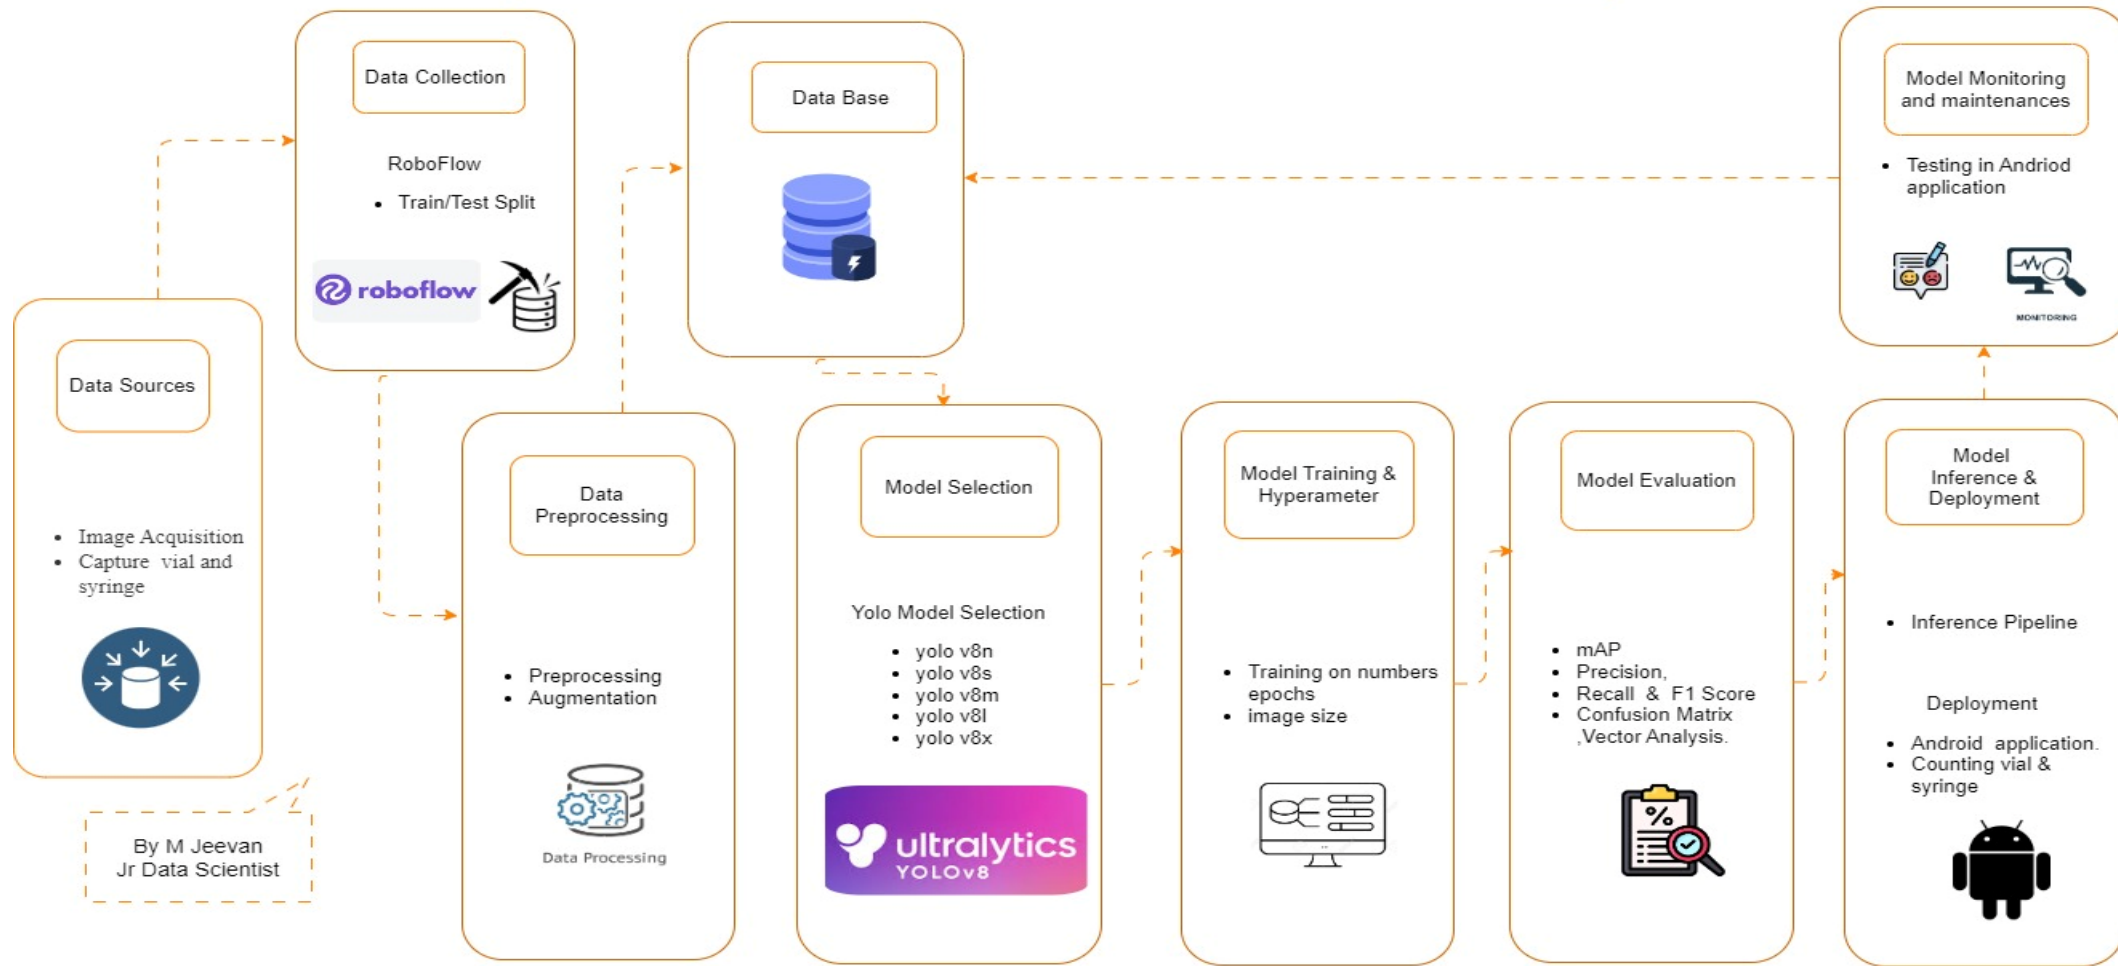 Data Sources
• Image Acquisition
• Capture vial and
syringe
By M Jeevan
Jr Data Scientist
Data Collection
RoboFlow
• Train/Test Split
roboflow
Data
Preprocessing
• Preprocessing
• Augmentation
Data Processing
Data Base
Model Selection
Yolo Model Selection
• yolo v8n
• yolo v8s
• yolo v8m
• yolo v8l
• yolo v8x
ultralytics
YOLOv8
Model Training &
Hyperameter
• Training on numbers
epochs
• image size
Model Evaluation
• mAP
• Precision,
• Recall & F1 Score
• Confusion Matrix
,Vector Analysis.
%
Model
Inference &
Deployment
• Inference Pipeline
Deployment
• Android application.
• Counting vial &
syringe
Model Monitoring
and maintenances
• Testing in Andriod
application
MONITORING